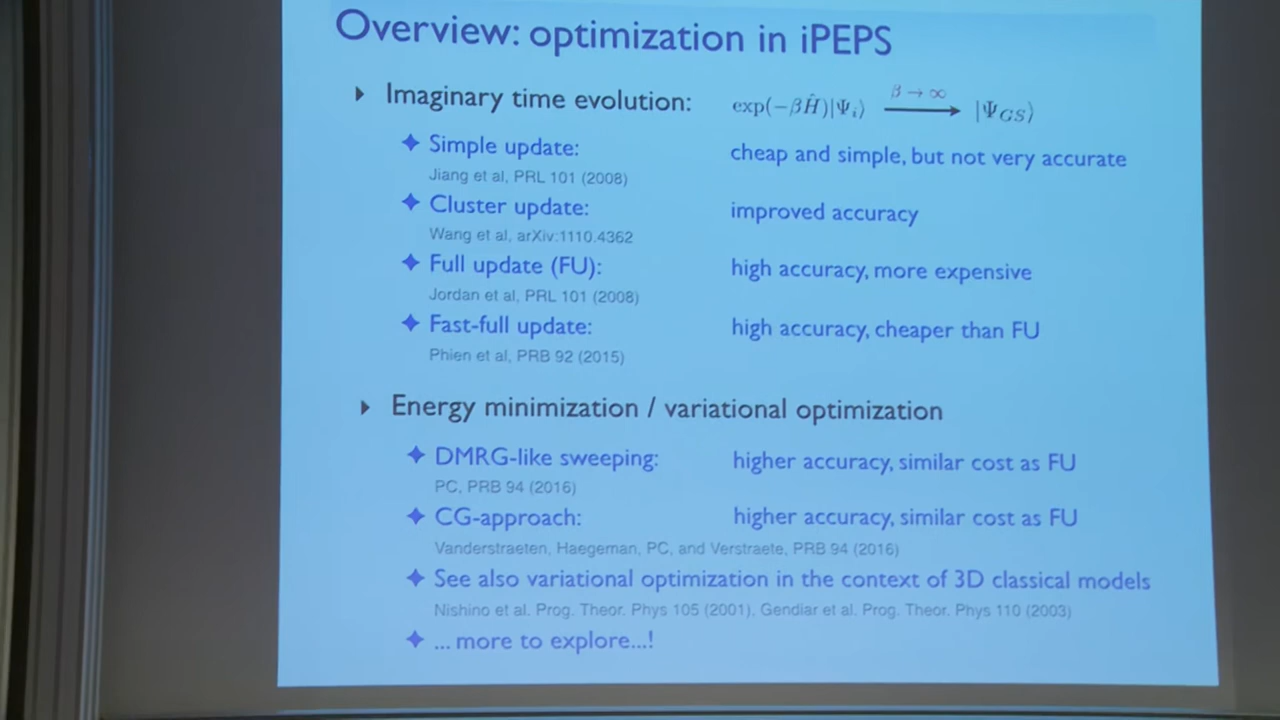 Overview: optimization in iPEPS
Imaginary time evolution: exp(−βĤ)|Ψi⟩ β → ∞ |ΨGS⟩
Simple update: cheap and simple, but not very accurate
Jiang et al, PRL 101 (2008)
Cluster update: improved accuracy
Wang et al, arXiv:1110.4362
Full update (FU): high accuracy, more expensive
Jordan et al, PRL 101 (2008)
Fast-full update: high accuracy, cheaper than FU
Phien et al, PRB 92 (2015)
Energy minimization / variational optimization
DMRG-like sweeping: higher accuracy, similar cost as FU
PC, PRB 94 (2016)
CG-approach: higher accuracy, similar cost as FU
Vanderstraeten, Haegeman, PC, and Verstraete, PRB 94 (2016)
See also variational optimization in the context of 3D classical models
Nishino et al. Prog. Theor. Phys 105 (2001), Gendiar et al. Prog. Theor. Phys 110 (2003)
... more to explore...!